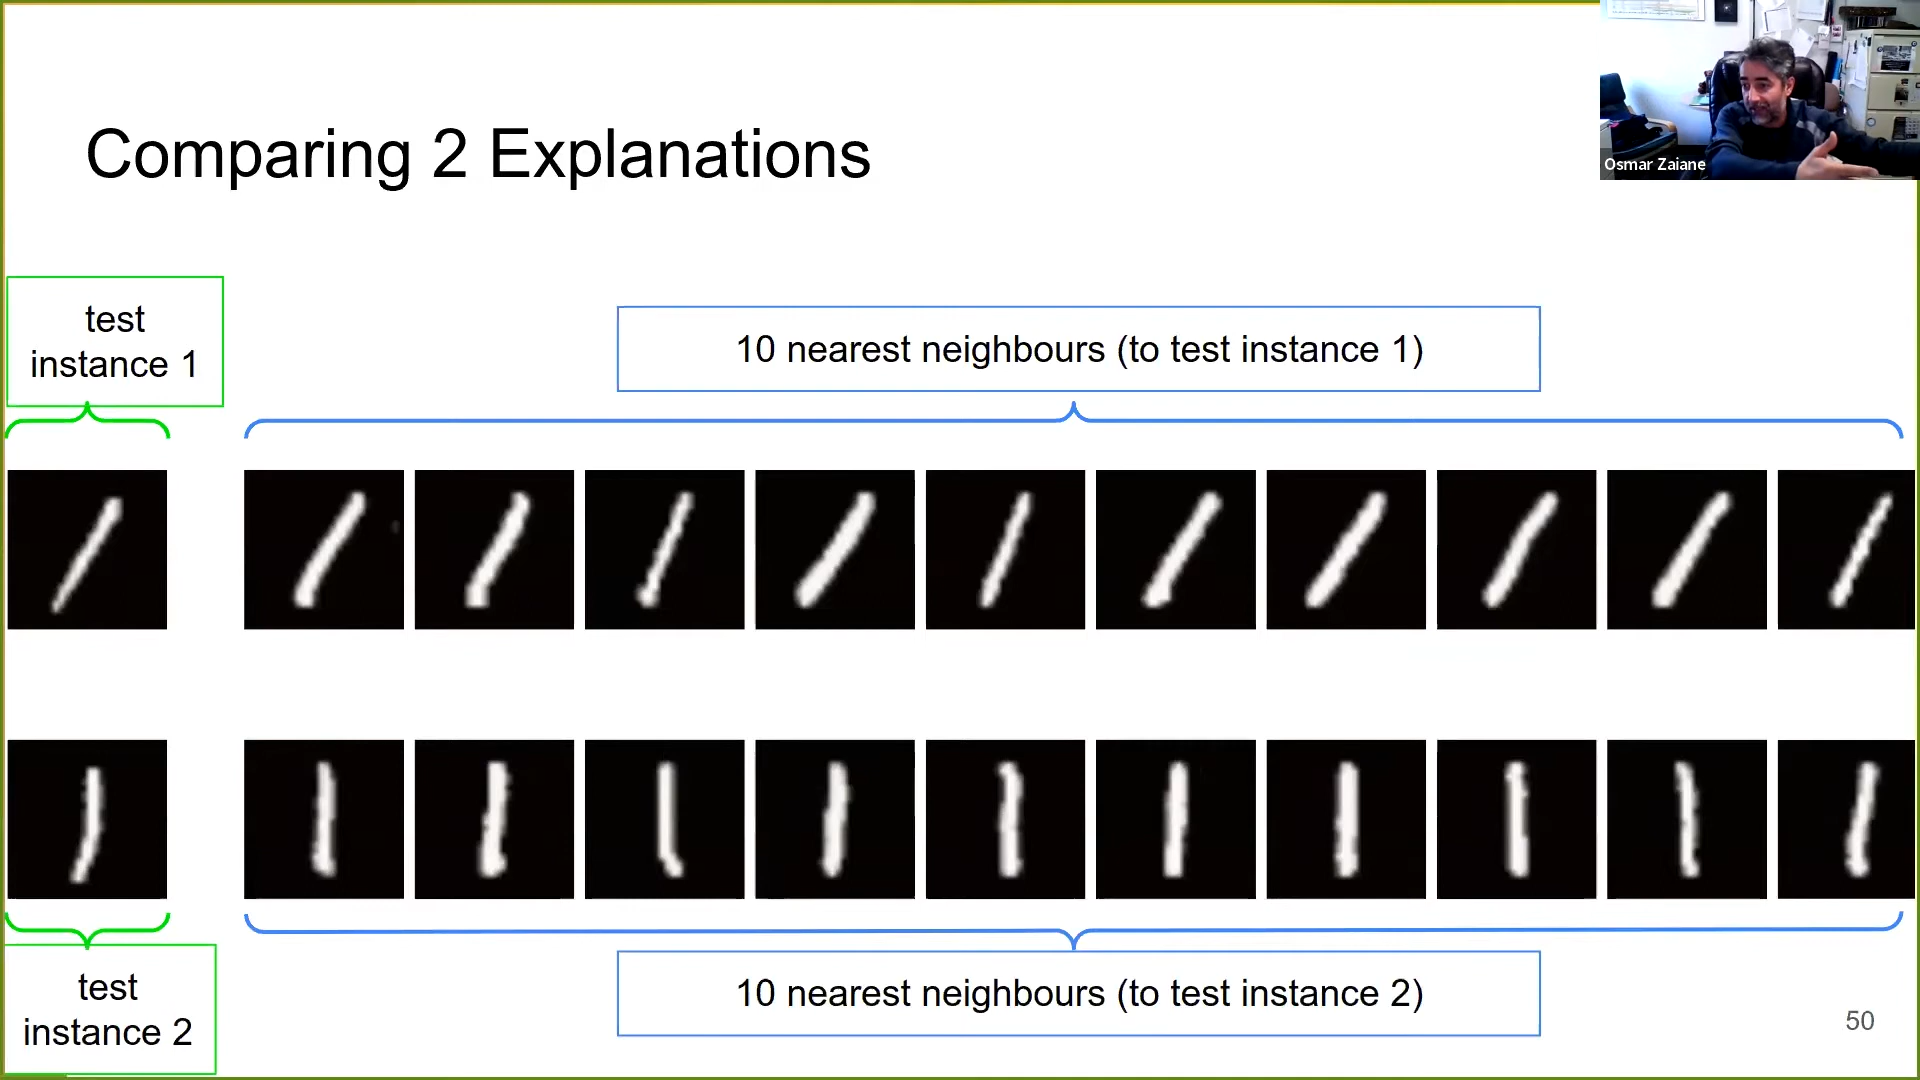 Osmar Zaiane
Comparing 2 Explanations
test
instance 1
10 nearest neighbours (to test instance 1)
test
instance 2
10 nearest neighbours (to test instance 2)
50